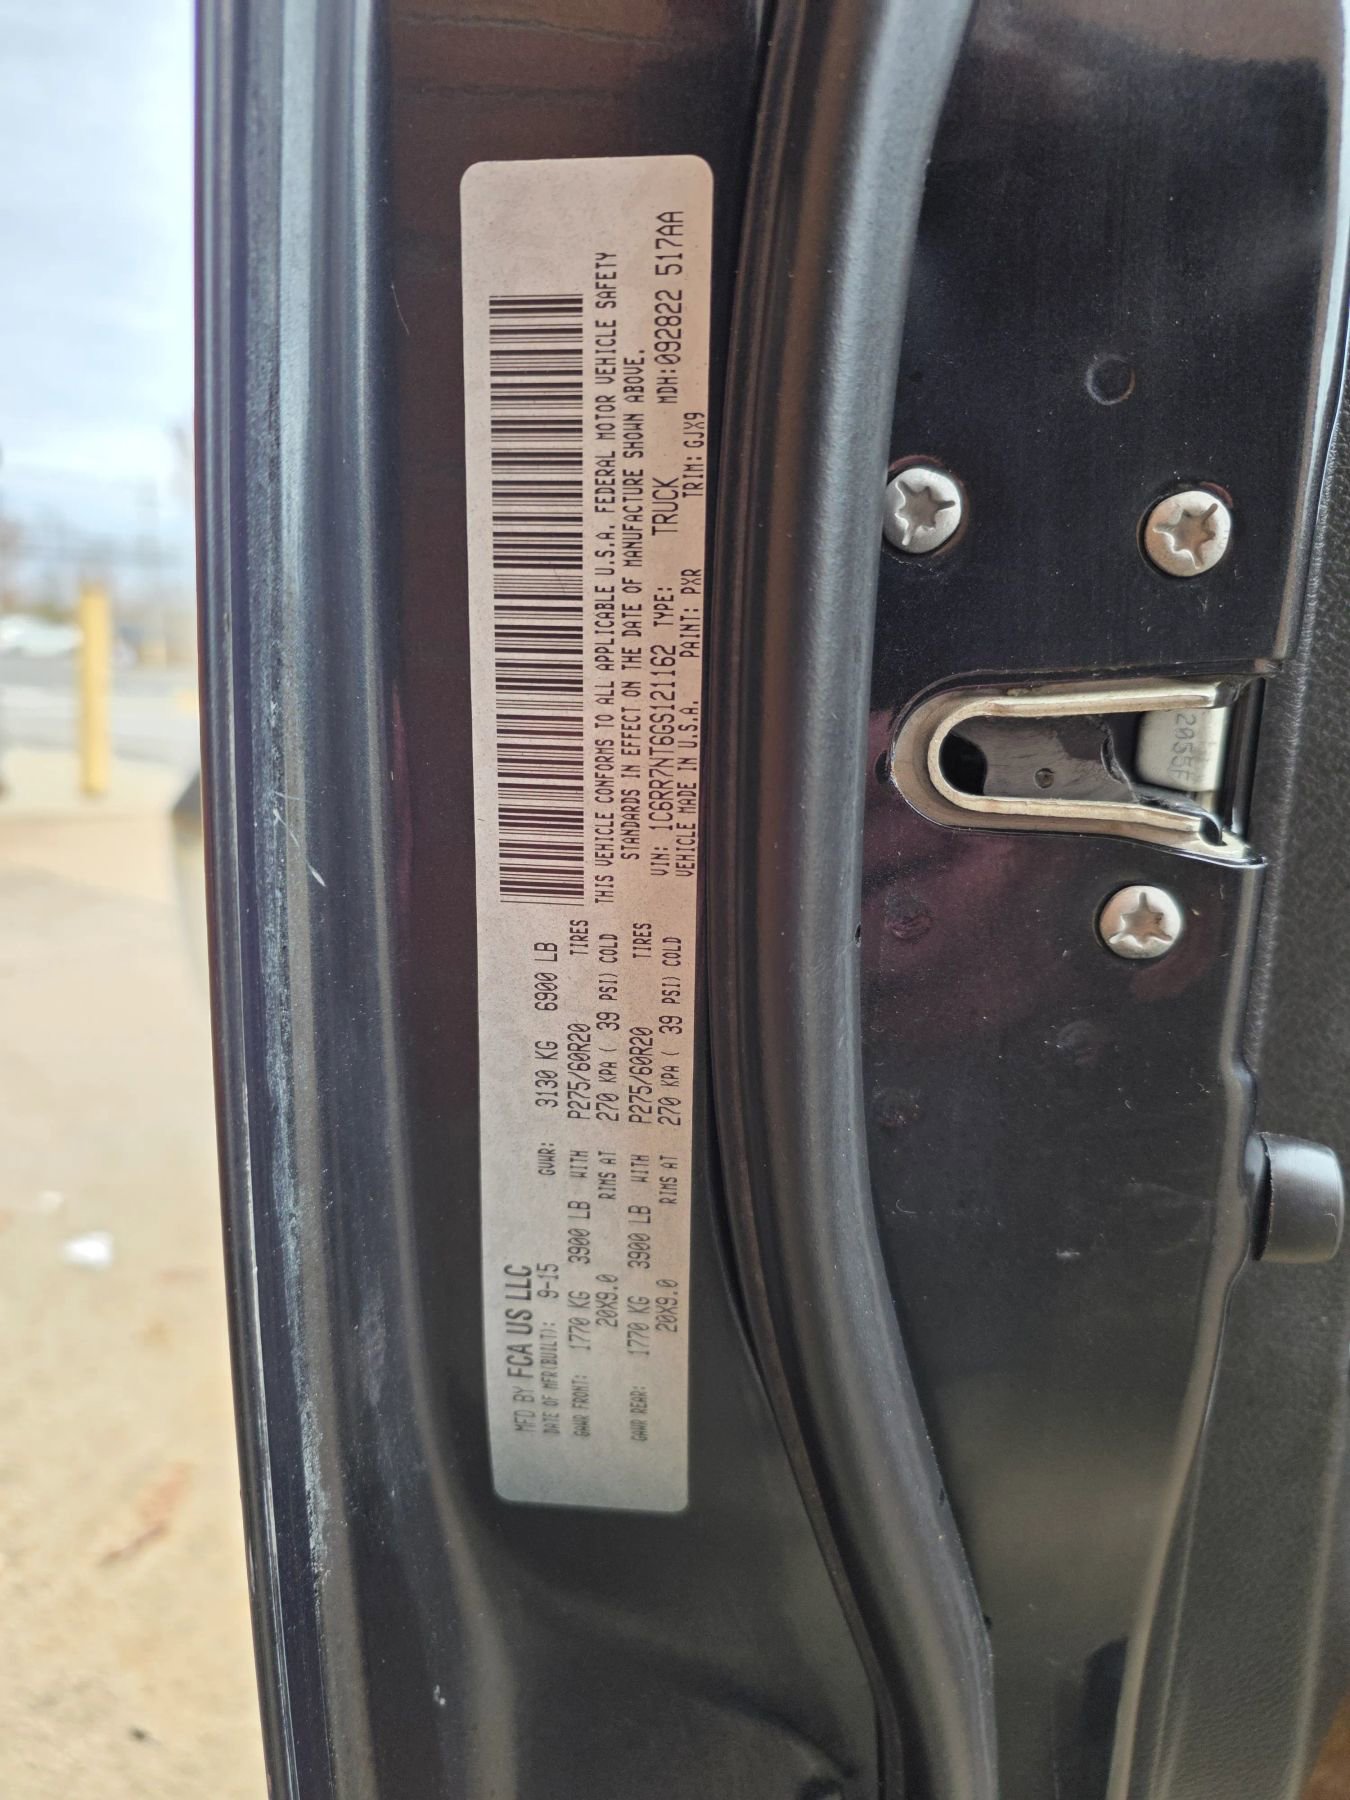 MFD BY FCA US LLC
DATE OF MFR(BUILT): 9-15 GVWR: 3130 KG 6900 LB
GAWR FRONT: 1770 KG 3900 LB WITH P275/60R20 TIRES
20X9.0 RIMS AT 270 KPA ( 39 PSI) COLD
GAWR REAR: 1770 KG 3900 LB WITH P275/60R20 TIRES
20X9.0 RIMS AT 270 KPA ( 39 PSI) COLD
THIS VEHICLE CONFORMS TO ALL APPLICABLE U.S.A. FEDERAL MOTOR VEHICLE SAFETY
STANDARDS IN EFFECT ON THE DATE OF MANUFACTURE SHOWN ABOVE.
VIN: 1C6RR7NT6GS121162 TYPE: TRUCK MDH:092822 517AA
VEHICLE MADE IN U.S.A. PAINT: PXR TRIM: GJX9